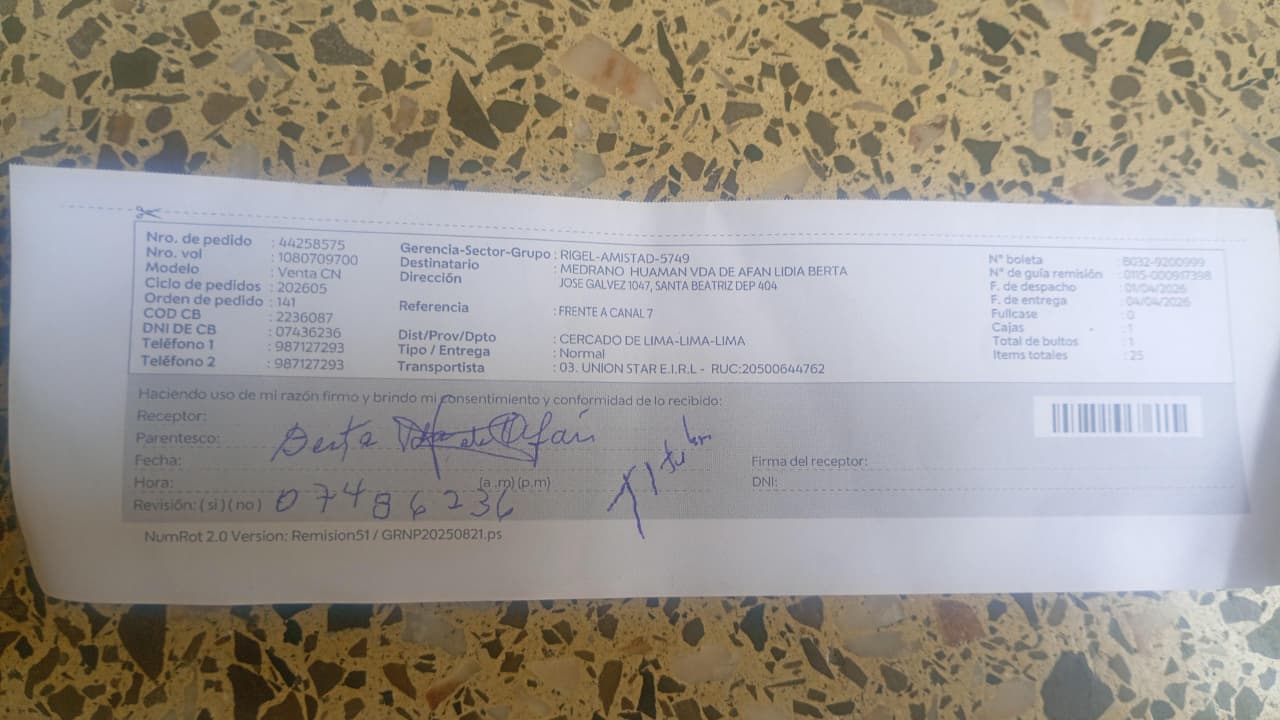 Nro. de pedido : 44258575
Nro. vol : 1080709700
Modelo : Venta CN
Ciclo de pedidos : 202605
Orden de pedido : 141
COD CB : 2236087
DNI DE CB : 07436236
Teléfono 1 : 987127293
Teléfono 2 : 987127293
Gerencia-Sector-Grupo : RIGEL-AMISTAD-5749
Destinatario : MEDRANO HUAMAN VDA DE AFAN LIDIA BERTA
Dirección : JOSE GALVEZ 1047, SANTA BEATRIZ DEP 404
Referencia : FRENTE A CANAL 7
Dist/Prov/Dpto : CERCADO DE LIMA-LIMA-LIMA
Tipo / Entrega : Normal
Transportista : 03. UNION STAR E.I.R.L - RUC:20500644762
N° boleta : B032-9200999
N° de guía remisión : 0115-000917398
F. de despacho : 01/04/2026
F. de entrega : 04/04/2026
Fullcase : 0
Cajas : 1
Total de bultos : 1
Items totales : 25
Haciendo uso de mi razón firmo y brindo mi consentimiento y conformidad de lo recibido:
Receptor:
Parentesco: Berta Vda de Afán
Fecha:
Hora: (a .m) (p.m)
Revisión: ( si ) ( no ) 07486236
Firma del receptor:
DNI:
NumRot 2.0 Version: Remision51 / GRNP20250821.ps